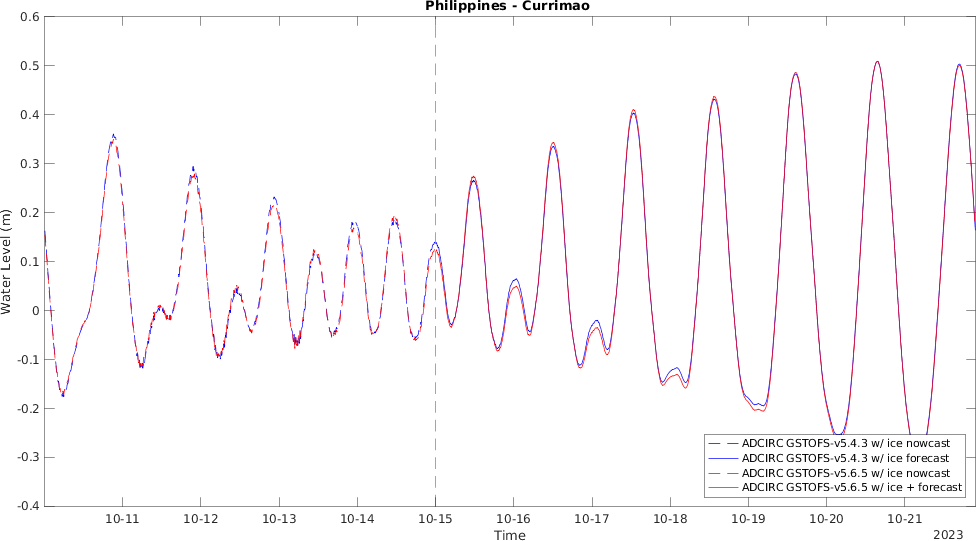 Philippines - Currimao
0.6
0.5
0.4
0.3
0.2
0.1
0
-0.1
-0.2
-0.3
-0.4
Water Level (m)
ADCIRC GSTOFS-v5.4.3 w/ ice nowcast
ADCIRC GSTOFS-v5.4.3 w/ ice forecast
ADCIRC GSTOFS-v5.6.5 w/ ice nowcast
ADCIRC GSTOFS-v5.6.5 w/ ice + forecast
10-11 10-12 10-13 10-14 10-15 10-16 10-17 10-18 10-19 10-20 10-21
Time
2023